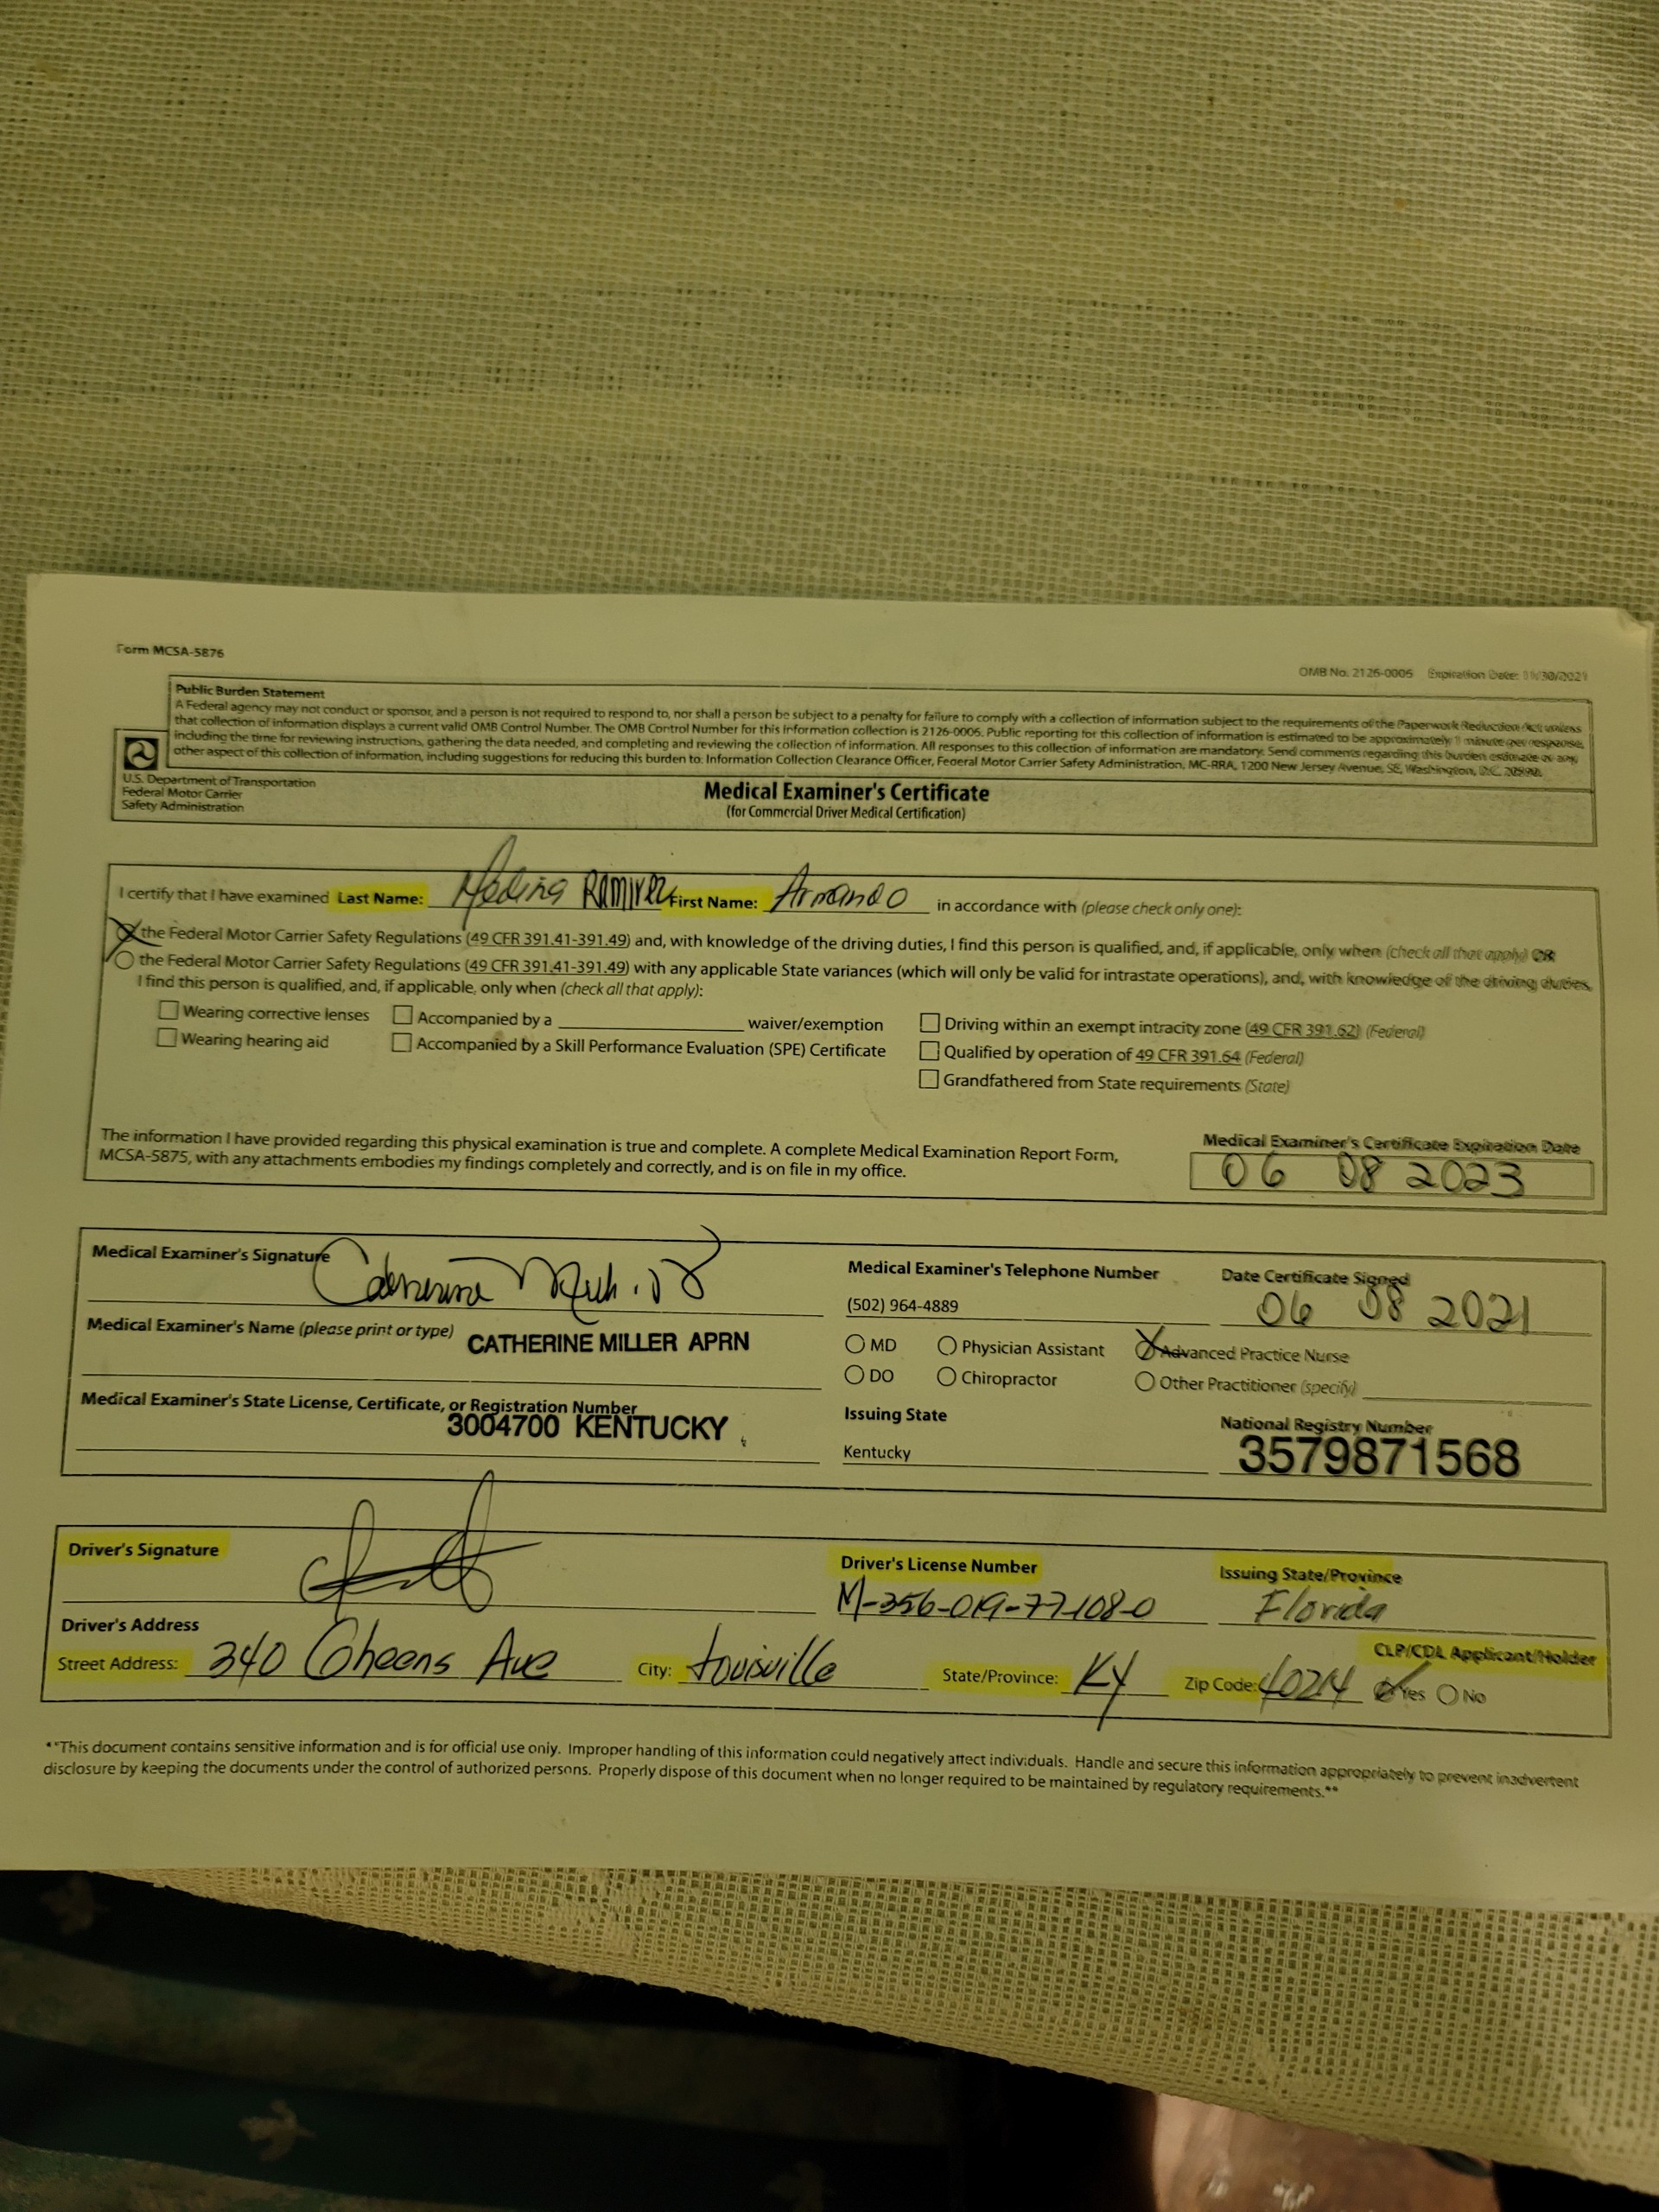 Form MCSA-5876
OMB No. 2126-0006 Expiration Date: 11/30/2021
Public Burden Statement
A Federal agency may not conduct or sponsor, and a person is not required to respond to, nor shall a person be subject to a penalty for failure to comply with a collection of information subject to the requirements of the Paperwork Reduction Act unless
that collection of information displays a current valid OMB Control Number. The OMB Control Number for this information collection is 2126-0006. Public reporting for this collection of information is estimated to be approximately 1 minute per response,
including the time for reviewing instructions, gathering the data needed, and completing and reviewing the collection of information. All responses to this collection of information are mandatory. Send comments regarding this burden estimate or any
other aspect of this collection of information, including suggestions for reducing this burden to: Information Collection Clearance Officer, Federal Motor Carrier Safety Administration, MC-RRA, 1200 New Jersey Avenue, SE, Washington, D.C. 20590.
U.S. Department of Transportation
Federal Motor Carrier
Safety Administration
Medical Examiner's Certificate
(for Commercial Driver Medical Certification)
I certify that I have examined Last Name: Medina Ramirez First Name: Armando in accordance with (please check only one):
the Federal Motor Carrier Safety Regulations (49 CFR 391.41-391.49) and, with knowledge of the driving duties, I find this person is qualified, and, if applicable, only when (check all that apply) OR
the Federal Motor Carrier Safety Regulations (49 CFR 391.41-391.49) with any applicable State variances (which will only be valid for intrastate operations), and, with knowledge of the driving duties,
I find this person is qualified, and, if applicable, only when (check all that apply):
Wearing corrective lenses Accompanied by a waiver/exemption Driving within an exempt intracity zone (49 CFR 391.62) (Federal)
Wearing hearing aid Accompanied by a Skill Performance Evaluation (SPE) Certificate Qualified by operation of 49 CFR 391.64 (Federal)
Grandfathered from State requirements (State)
The information I have provided regarding this physical examination is true and complete. A complete Medical Examination Report Form,
MCSA-5875, with any attachments embodies my findings completely and correctly, and is on file in my office.
Medical Examiner's Certificate Expiration Date
06 08 2023
Medical Examiner's Signature Medical Examiner's Telephone Number Date Certificate Signed
(502) 964-4889 06 08 2021
Medical Examiner's Name (please print or type) CATHERINE MILLER APRN
MD Physician Assistant Advanced Practice Nurse
DO Chiropractor Other Practitioner (specify)
Medical Examiner's State License, Certificate, or Registration Number Issuing State National Registry Number
3004700 KENTUCKY Kentucky 3579871568
Driver's Signature Driver's License Number Issuing State/Province
M-356-019-77-108-0 Florida
Driver's Address CLP/CDL Applicant/Holder
Street Address: 340 Cheens Ave City: Louisville State/Province: KY Zip Code: 40214 Yes No
**This document contains sensitive information and is for official use only. Improper handling of this information could negatively affect individuals. Handle and secure this information appropriately to prevent inadvertent
disclosure by keeping the documents under the control of authorized persons. Properly dispose of this document when no longer required to be maintained by regulatory requirements.**